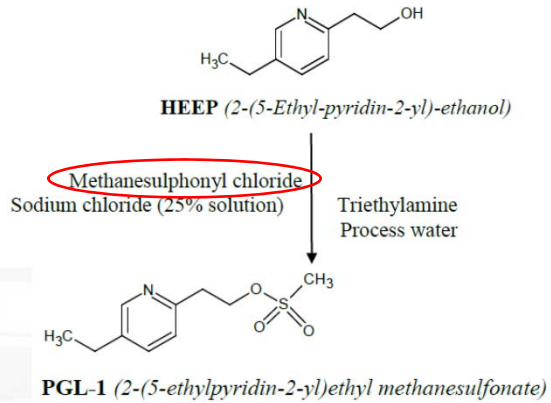 N
OH
H₃C
HEEP (2-(5-Ethyl-pyridin-2-yl)-ethanol)
Methanesulphonyl chloride
Sodium chloride (25% solution)
Triethylamine
Process water
N
O
CH₃
S
O
O
H₃C
PGL-1 (2-(5-ethylpyridin-2-yl)ethyl methanesulfonate)